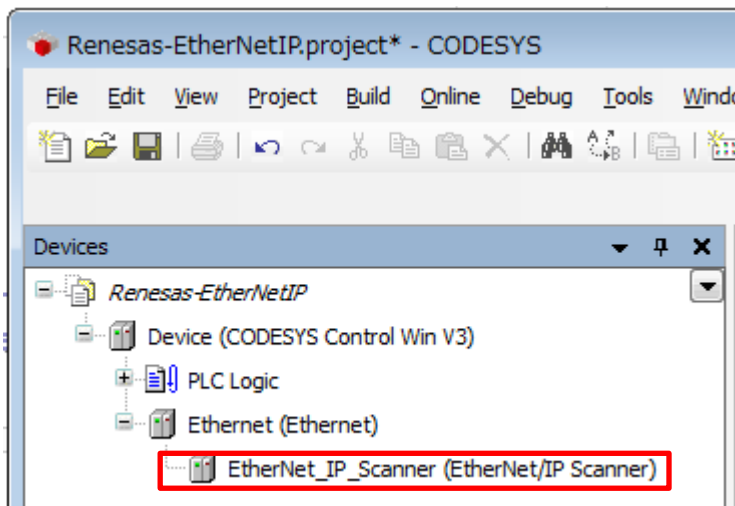 Renesas-EtherNetIP.project* - CODESYS
File Edit View Project Build Online Debug Tools Windo
Devices
Renesas-EtherNetIP
Device (CODESYS Control Win V3)
PLC Logic
Ethernet (Ethernet)
EtherNet_IP_Scanner (EtherNet/IP Scanner)